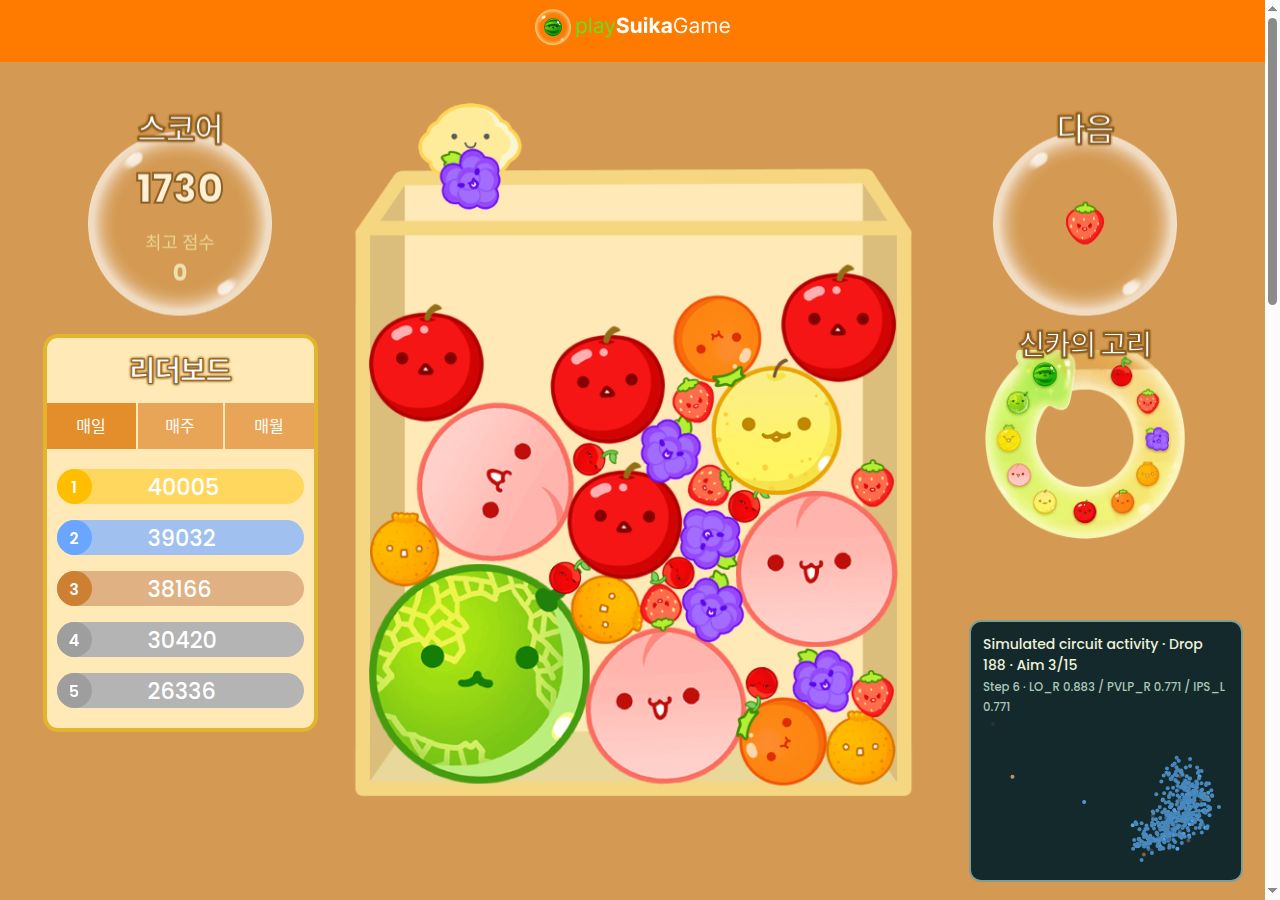 playSuikaGame
스코어
1730
최고 점수
0
다음
신카의 고리
리더보드
매일 매주 매월
1 40005
2 39032
3 38166
4 30420
5 26336
Simulated circuit activity · Drop
188 · Aim 3/15
Step 6 · LO_R 0.883 / PVLP_R 0.771 / IPS_L
0.771